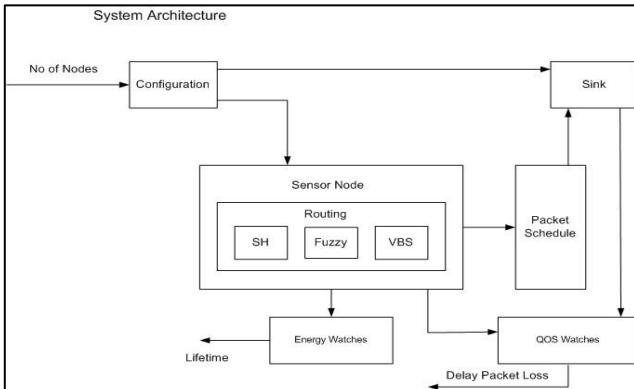 System Architecture
No of Nodes
Configuration
Sink
Sensor Node
Routing
SH
Fuzzy
VBS
Packet
Schedule
Energy Watches
QOS Watches
Lifetime
Delay Packet Loss